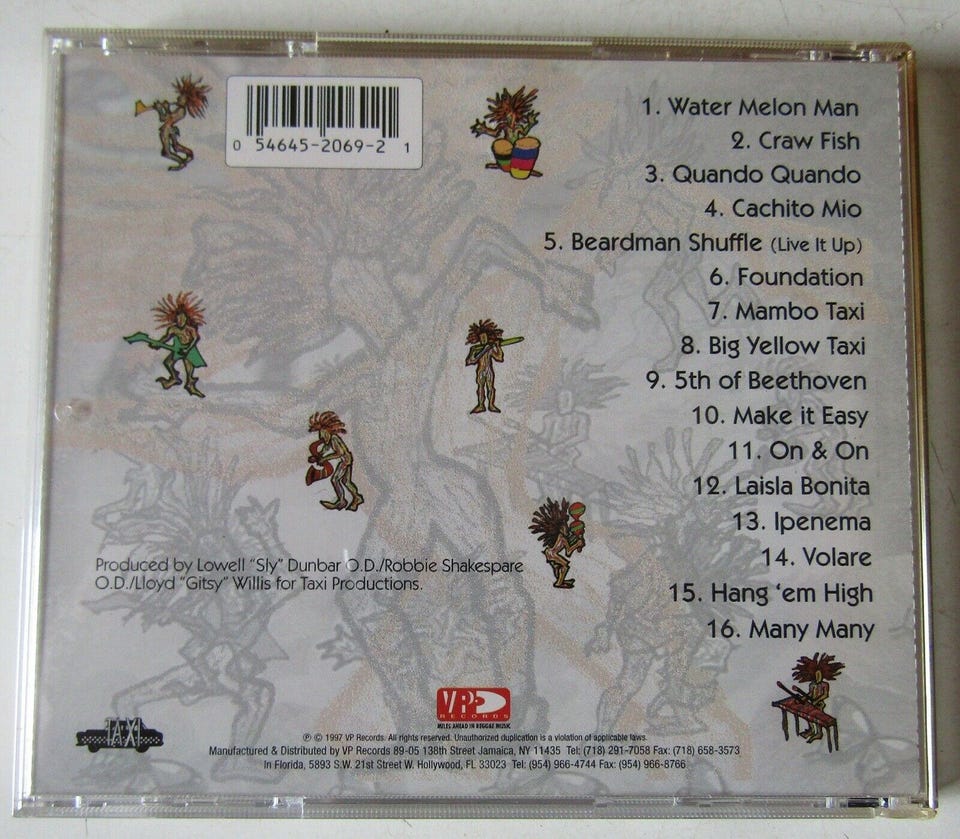 0 54645-2069-2 1
1. Water Melon Man
2. Craw Fish
3. Quando Quando
4. Cachito Mio
5. Beardman Shuffle (Live It Up)
6. Foundation
7. Mambo Taxi
8. Big Yellow Taxi
9. 5th of Beethoven
10. Make it Easy
11. On & On
12. Laisla Bonita
13. Ipenema
14. Volare
15. Hang 'em High
16. Many Many
Produced by Lowell "Sly" Dunbar O.D./Robbie Shakespare
O.D./Lloyd "Gitsy" Willis for Taxi Productions.
TAXI
VP
RECORDS
MILES AHEAD IN REGGAE MUSIC
℗ © 1997 VP Records. All rights reserved. Unauthorized duplication is a violation of applicable laws.
Manufactured & Distributed by VP Records 89-05 138th Street Jamaica, NY 11435 Tel: (718) 291-7058 Fax: (718) 658-3573
In Florida, 5893 S.W. 21st Street W. Hollywood, FL 33023 Tel: (954) 966-4744 Fax: (954) 966-8766